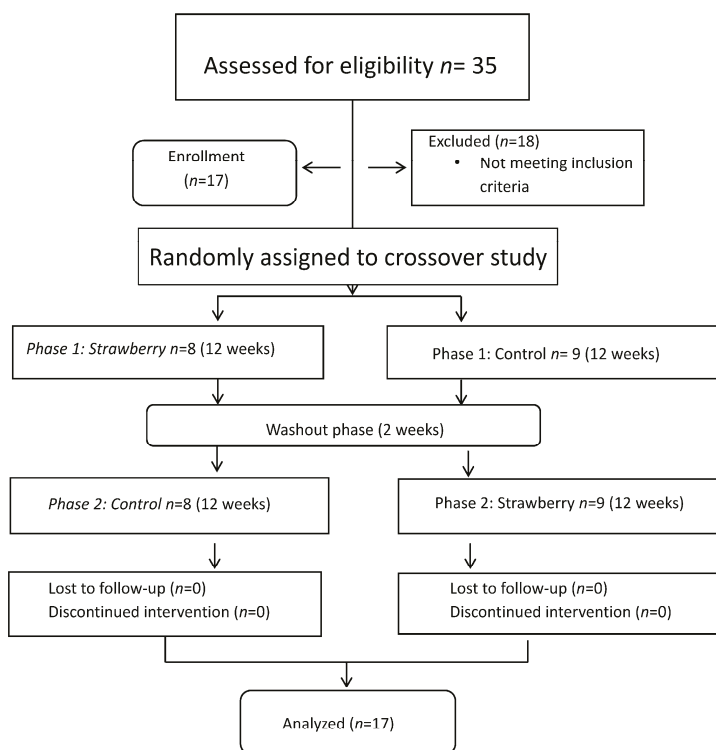 Assessed for eligibility n= 35
Enrollment
(n=17)
Excluded (n=18)
• Not meeting inclusion
criteria
Randomly assigned to crossover study
Phase 1: Strawberry n=8 (12 weeks)
Phase 1: Control n= 9 (12 weeks)
Washout phase (2 weeks)
Phase 2: Control n=8 (12 weeks)
Phase 2: Strawberry n=9 (12 weeks)
Lost to follow-up (n=0)
Discontinued intervention (n=0)
Lost to follow-up (n=0)
Discontinued intervention (n=0)
Analyzed (n=17)